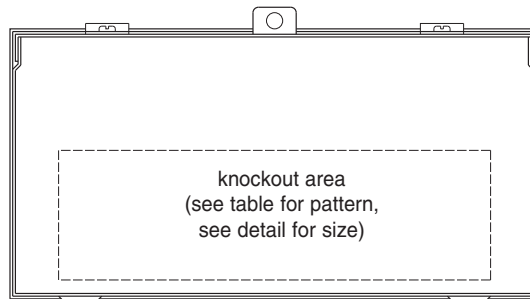 knockout area
(see table for pattern,
see detail for size)